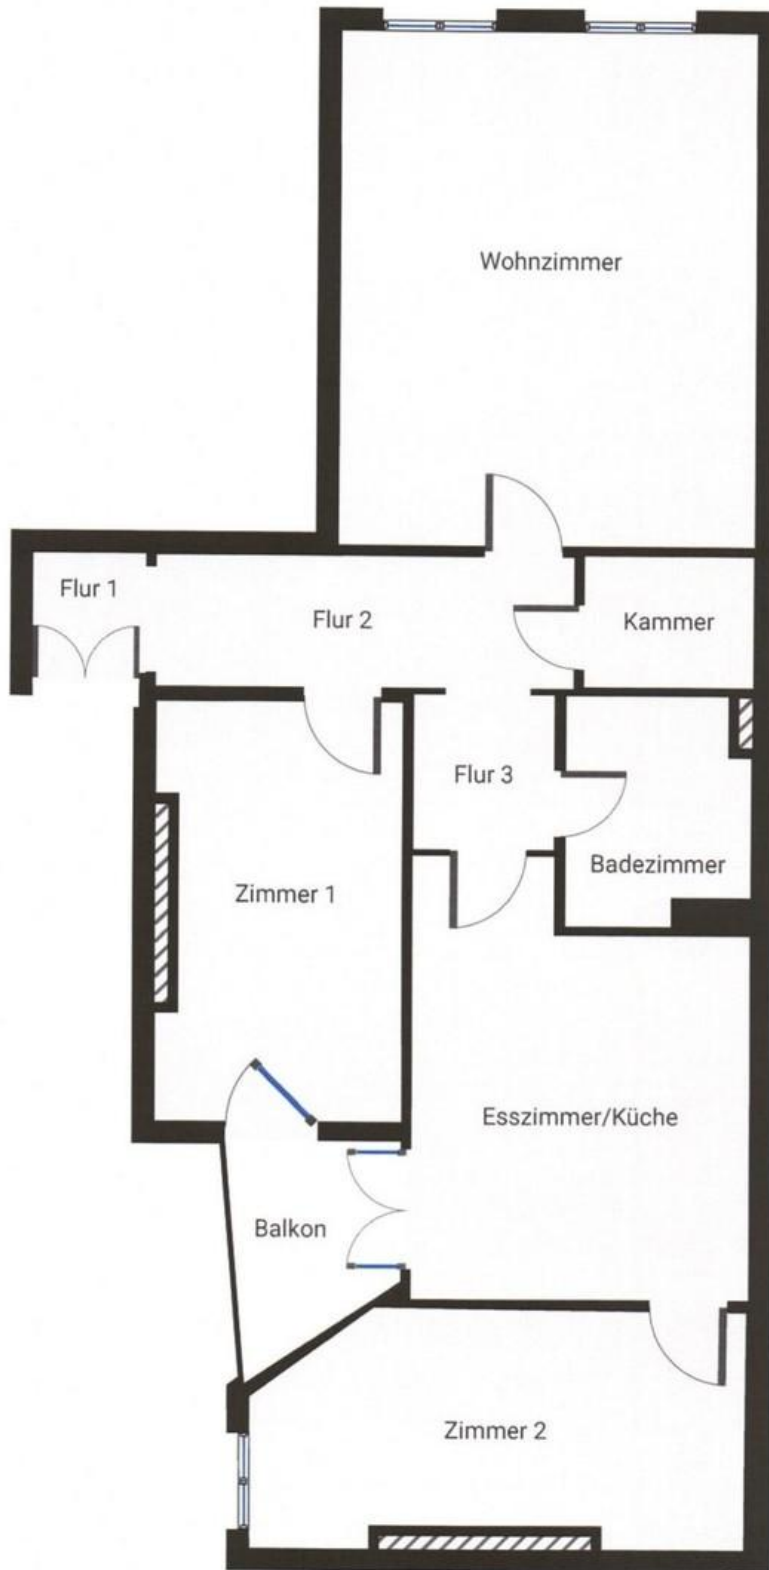 Wohnzimmer
Flur 1
Flur 2
Kammer
Flur 3
Badezimmer
Zimmer 1
Esszimmer/Küche
Balkon
Zimmer 2